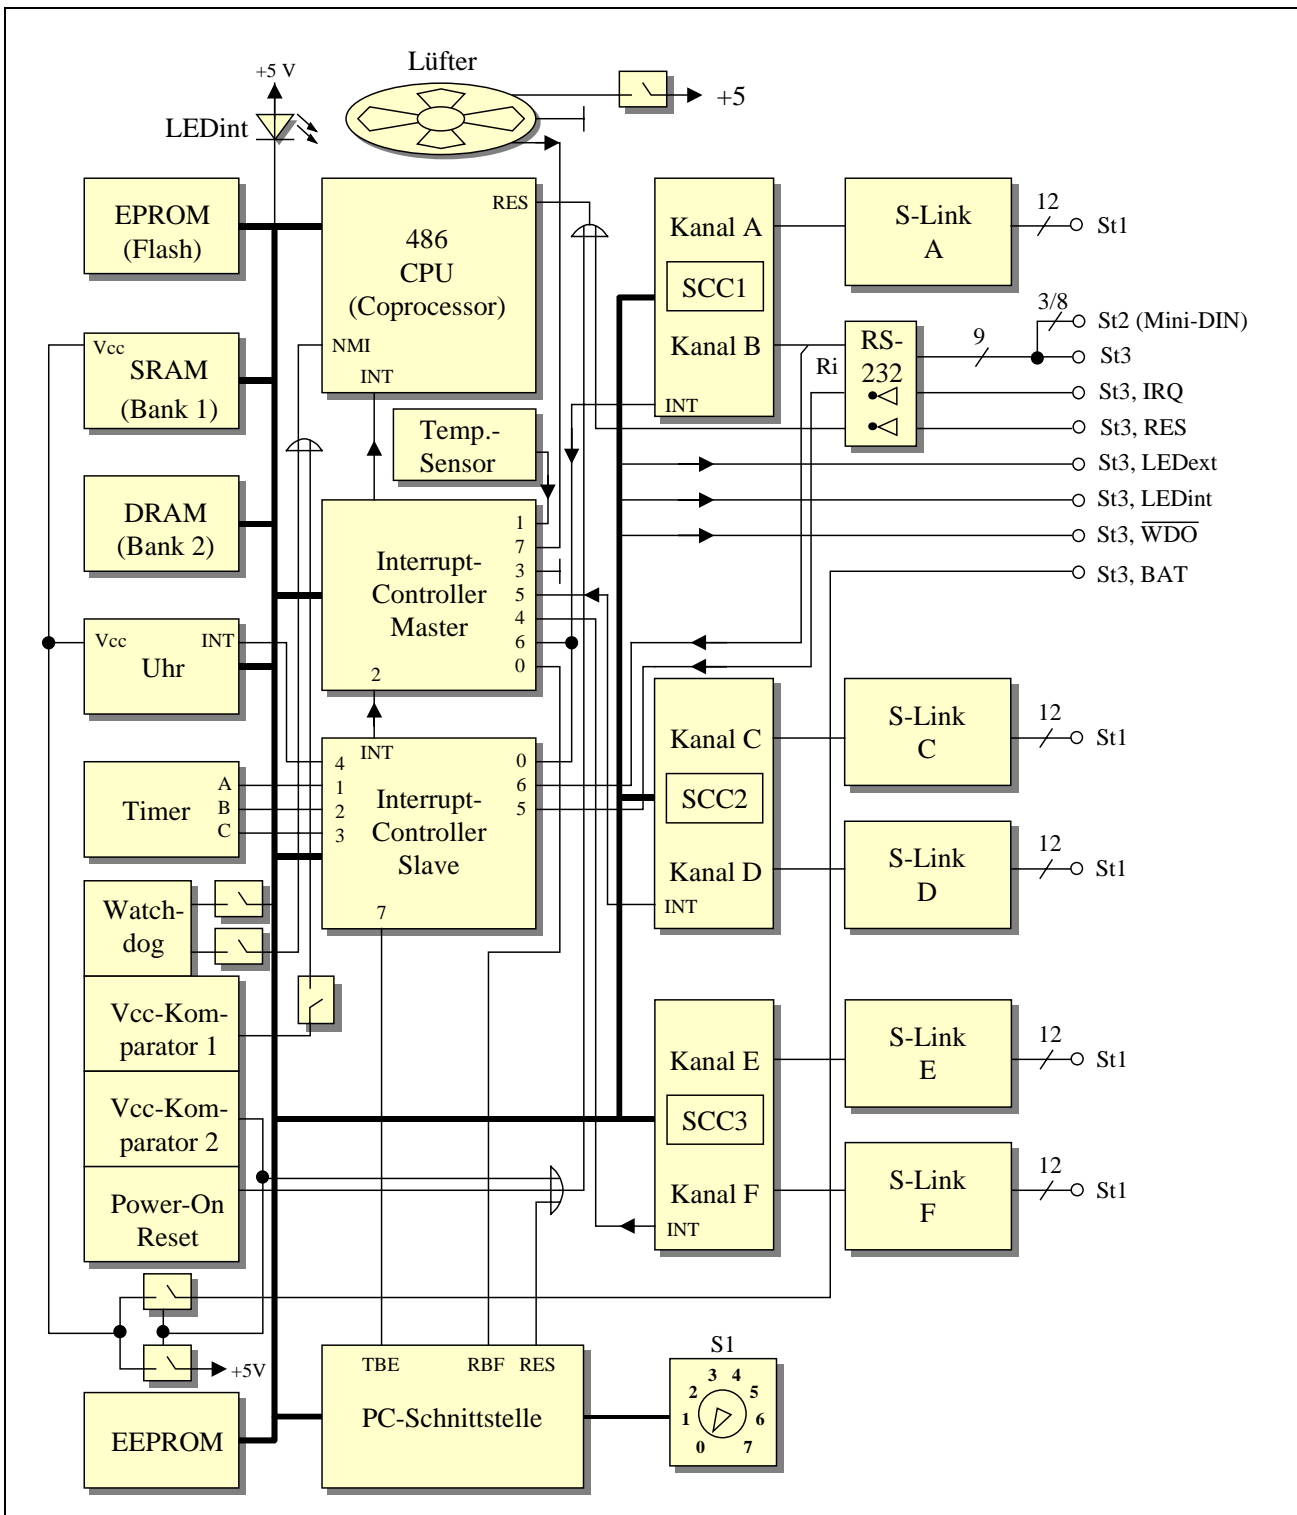 Lüfter
+5 V
+5
LEDint
EPROM
(Flash)
RES
486
CPU
(Coprocessor)
NMI
INT
Kanal A
SCC1
Kanal B
INT
S-Link
A
12
St1
3/8
St2 (Mini-DIN)
9
St3
Ri
RS-
232
St3, IRQ
St3, RES
St3, LEDext
St3, LEDint
St3, WDO
St3, BAT
Vcc
SRAM
(Bank 1)
Temp.-
Sensor
DRAM
(Bank 2)
Interrupt-
Controller
Master
1
7
3
5
4
6
0
2
Vcc
INT
Uhr
INT
4
1
2
3
Interrupt-
Controller
Slave
0
6
5
7
Timer
A
B
C
Kanal C
SCC2
Kanal D
INT
S-Link
C
12
St1
S-Link
D
12
St1
Watch-
dog
Vcc-Kom-
parator 1
Vcc-Kom-
parator 2
Power-On
Reset
Kanal E
SCC3
Kanal F
INT
S-Link
E
12
St1
S-Link
F
12
St1
+5V
EEPROM
TBE
RBF
RES
PC-Schnittstelle
S1
0
1
2
3
4
5
6
7